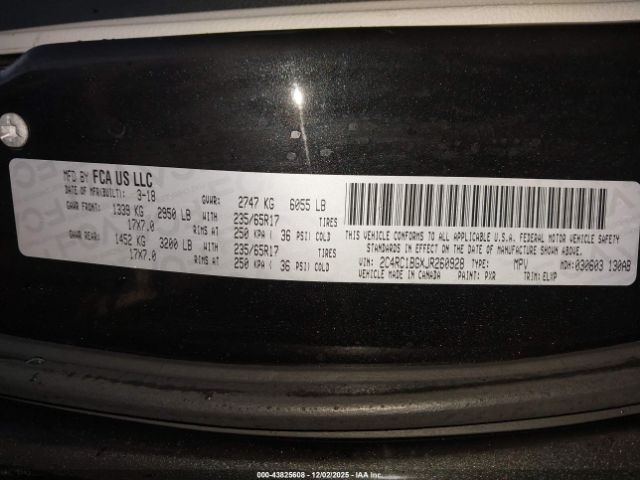 MFD BY FCA US LLC
DATE OF MFR(BUILT): 3-18 GVWR: 2747 KG 6055 LB
GAWR FRONT: 1339 KG 2950 LB WITH 235/65R17 TIRES
17X7.0 RIMS AT 250 KPA ( 36 PSI) COLD
GAWR REAR: 1452 KG 3200 LB WITH 235/65R17 TIRES
17X7.0 RIMS AT 250 KPA ( 36 PSI) COLD
THIS VEHICLE CONFORMS TO ALL APPLICABLE U.S.A. FEDERAL MOTOR VEHICLE SAFETY
STANDARDS IN EFFECT ON THE DATE OF MANUFACTURE SHOWN ABOVE.
VIN: 2C4RC1BGXJR260928 TYPE: MPV MDH: 030603 130AB
VEHICLE MADE IN CANADA PAINT: PXR TRIM: ELXP
000-43825608 - 12/02/2025 - IAAI.COM